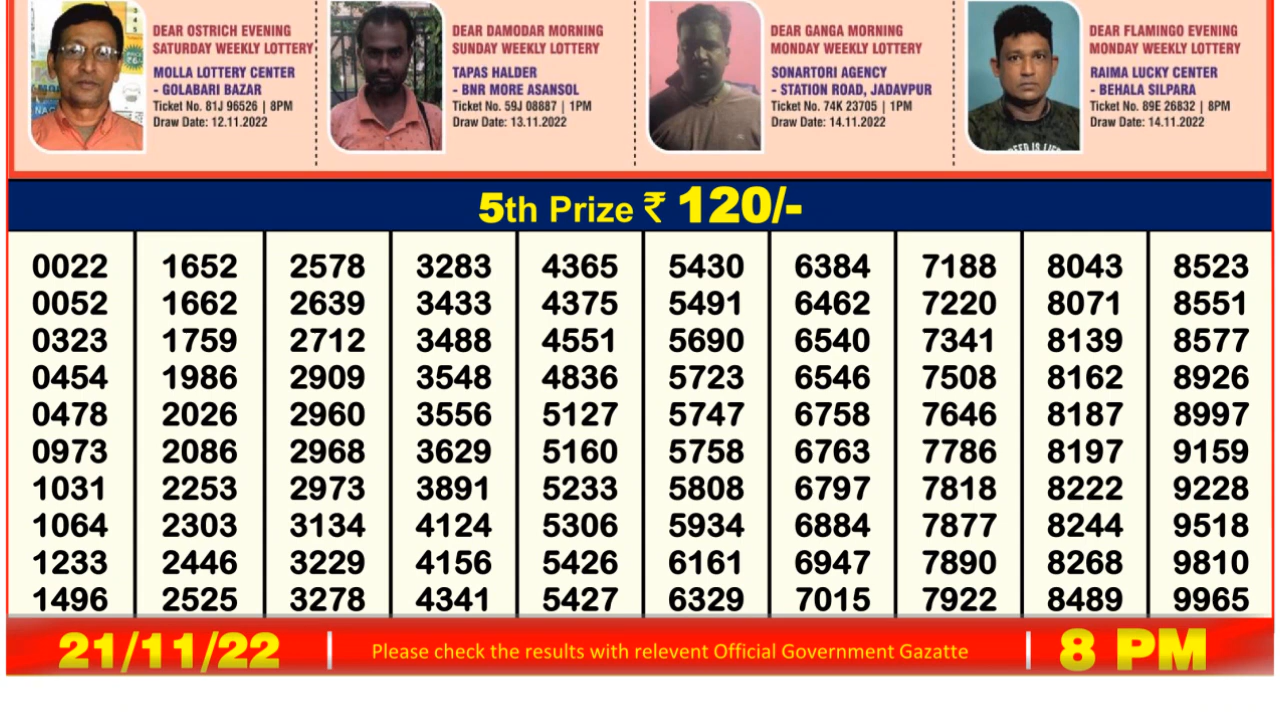 DEAR OSTRICH EVENING
SATURDAY WEEKLY LOTTERY
MOLLA LOTTERY CENTER
- GOLABARI BAZAR
Ticket No. 81J 96526 | 8PM
Draw Date: 12.11.2022
DEAR DAMODAR MORNING
SUNDAY WEEKLY LOTTERY
TAPAS HALDER
- BNR MORE ASANSOL
Ticket No. 59J 08887 | 1PM
Draw Date: 13.11.2022
DEAR GANGA MORNING
MONDAY WEEKLY LOTTERY
SONARTORI AGENCY
- STATION ROAD, JADAVPUR
Ticket No. 74K 23705 | 1PM
Draw Date: 14.11.2022
DEAR FLAMINGO EVENING
MONDAY WEEKLY LOTTERY
RAIMA LUCKY CENTER
- BEHALA SILPARA
Ticket No. 89E 26832 | 8PM
Draw Date: 14.11.2022
5th Prize ₹ 120/-
0022 1652 2578 3283 4365 5430 6384 7188 8043 8523
0052 1662 2639 3433 4375 5491 6462 7220 8071 8551
0323 1759 2712 3488 4551 5690 6540 7341 8139 8577
0454 1986 2909 3548 4836 5723 6546 7508 8162 8926
0478 2026 2960 3556 5127 5747 6758 7646 8187 8997
0973 2086 2968 3629 5160 5758 6763 7786 8197 9159
1031 2253 2973 3891 5233 5808 6797 7818 8222 9228
1064 2303 3134 4124 5306 5934 6884 7877 8244 9518
1233 2446 3229 4156 5426 6161 6947 7890 8268 9810
1496 2525 3278 4341 5427 6329 7015 7922 8489 9965
21/11/22 | Please check the results with relevent Official Government Gazatte | 8 PM